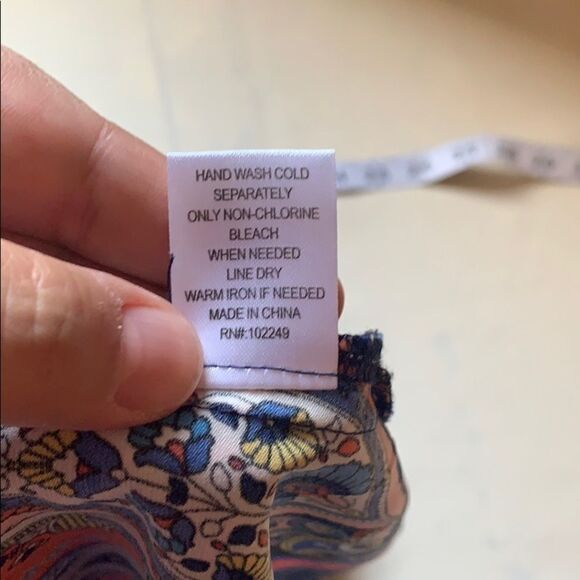 HAND WASH COLD
SEPARATELY
ONLY NON-CHLORINE
BLEACH
WHEN NEEDED
LINE DRY
WARM IRON IF NEEDED
MADE IN CHINA
RN#:102249